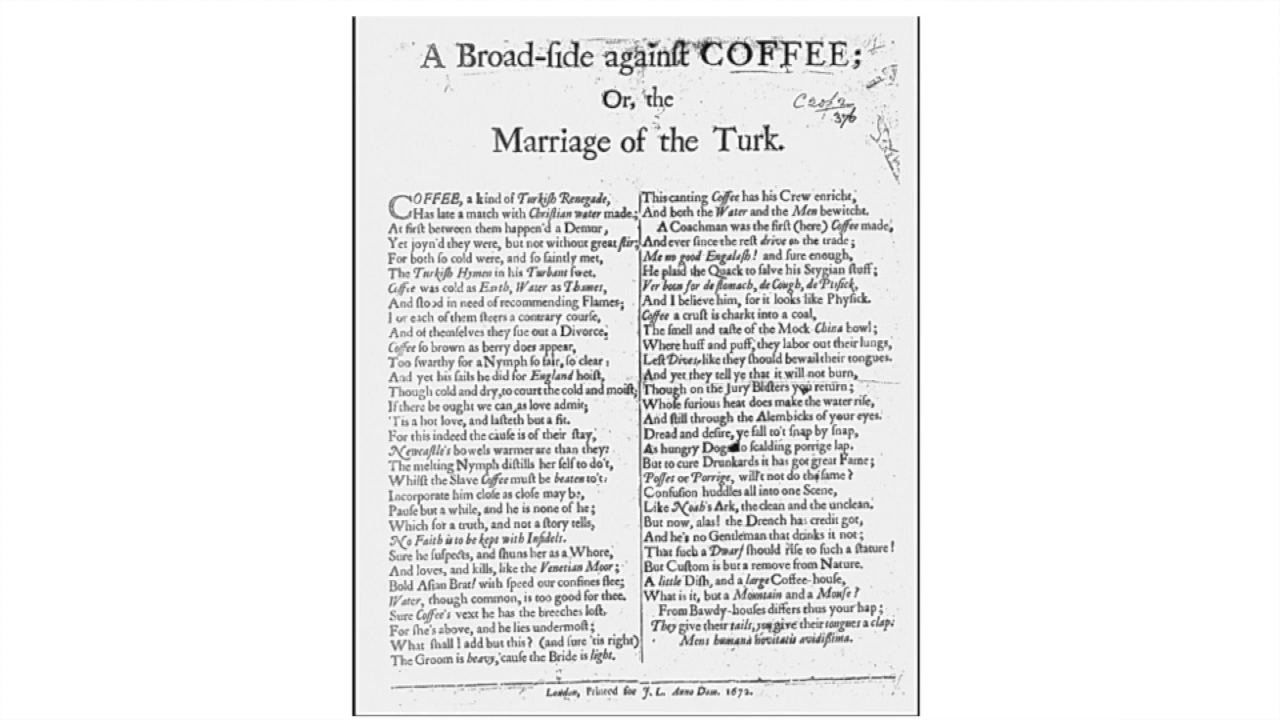 A Broad-ſide againſt COFFEE;
Or, the
Marriage of the Turk.
COFFEE, a kind of Turkiſh Renegade,
Has late a match with Chriſtian water made;
At firſt between them happen'd a Demur,
Yet joyn'd they were, but not without great ſtir;
For both ſo cold were, and ſo faintly met,
The Turkiſh Hymen in his Turbant ſwet.
Coffee was cold as Earth, Water as Thames,
And ſtood in need of recommending Flames;
For each of them ſteers a contrary courſe,
And of themſelves they ſue out a Divorce.
Coffee ſo brown as berry does appear,
Too ſwarthy for a Nymph ſo fair, ſo clear:
And yet his ſails he did for England hoiſt,
Though cold and dry, to court the cold and moiſt;
If there be ought we can, as love admit;
'Tis a hot love, and laſteth but a fit.
For this indeed the cauſe is of their ſtay,
Newcaſtle's bowels warmer are than they:
The melting Nymph diſtills her ſelf to do't,
Whilſt the Slave Coffee muſt be beaten to't:
Incorporate him cloſe as cloſe may be,
Pauſe but a while, and he is none of he;
Which for a truth, and not a ſtory tells,
No Faith is to be kept with Infidels.
Sure he ſuſpects, and ſhuns her as a Whore,
And loves, and kills, like the Venetian Moor;
Bold Aſian Brat! with ſpeed our confines flee;
Water, though common, is too good for thee.
Sure Coffee's vext he has the breeches loſt,
For ſhe's above, and he lies undermoſt;
What ſhall I add but this? (and ſure 'tis right)
The Groom is heavy, 'cauſe the Bride is light.
This canting Coffee has his Crew enricht,
And both the Water and the Men bewitcht.
A Coachman was the firſt (here) Coffee made,
And ever ſince the reſt drive on the trade;
Me no good Engalaſh! and ſure enough,
He plaid the Quack to ſalve his Stygian ſtuff;
Ver boon for de ſtomach, de Cough, de Ptiſick,
And I believe him, for it looks like Phyſick.
Coffee a cruſt is charkt into a coal,
The ſmell and taſte of the Mock China bowl;
Where huff and puff, they labor out their lungs,
Leſt Dives-like they ſhould bewail their tongues.
And yet they tell ye that it will not burn,
Though on the Jury Bliſters you return;
Whoſe furious heat does make the water riſe,
And ſtill through the Alembicks of your eyes.
Dread and deſire, ye fall to't ſnap by ſnap,
As hungry Dogs do ſcalding porrige lap.
But to cure Drunkards it has got great Fame;
Poſſet or Porrige, will't not do the ſame?
Confuſion huddles all into one Scene,
Like Noah's Ark, the clean and the unclean.
But now, alas! the Drench has credit got,
And he's no Gentleman that drinks it not;
That ſuch a Dwarf ſhould riſe to ſuch a ſtature!
But Cuſtom is but a remove from Nature.
A little Diſh, and a large Coffee-houſe,
What is it, but a Mountain and a Mouſe?
From Bawdy-houſes differs thus your hap;
They give their tails, you give their tongues a clap.
Mens humana novitatis avidiſsima.
London, Printed for J. L. Anno Dom. 1672.